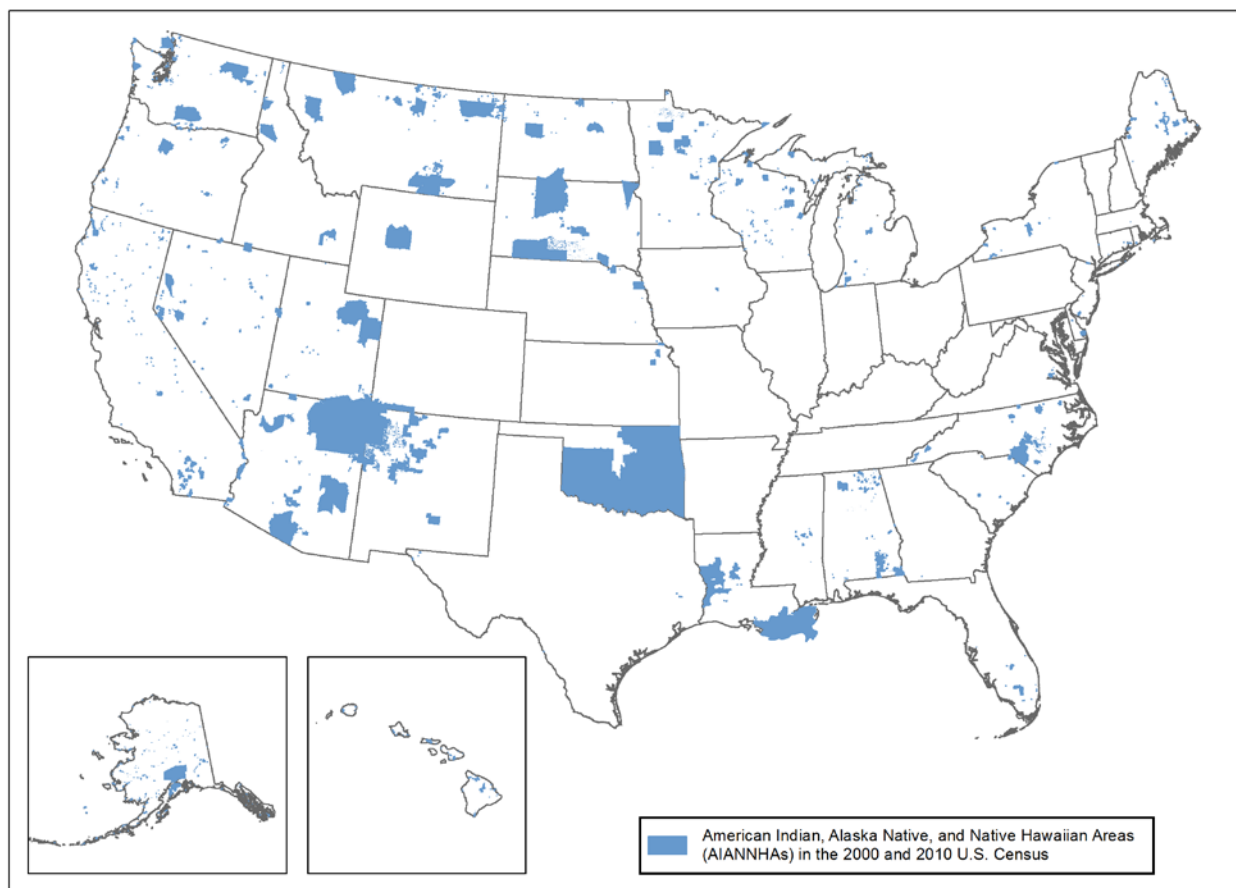 American Indian, Alaska Native, and Native Hawaiian Areas
(AIANNHAs) in the 2000 and 2010 U.S. Census